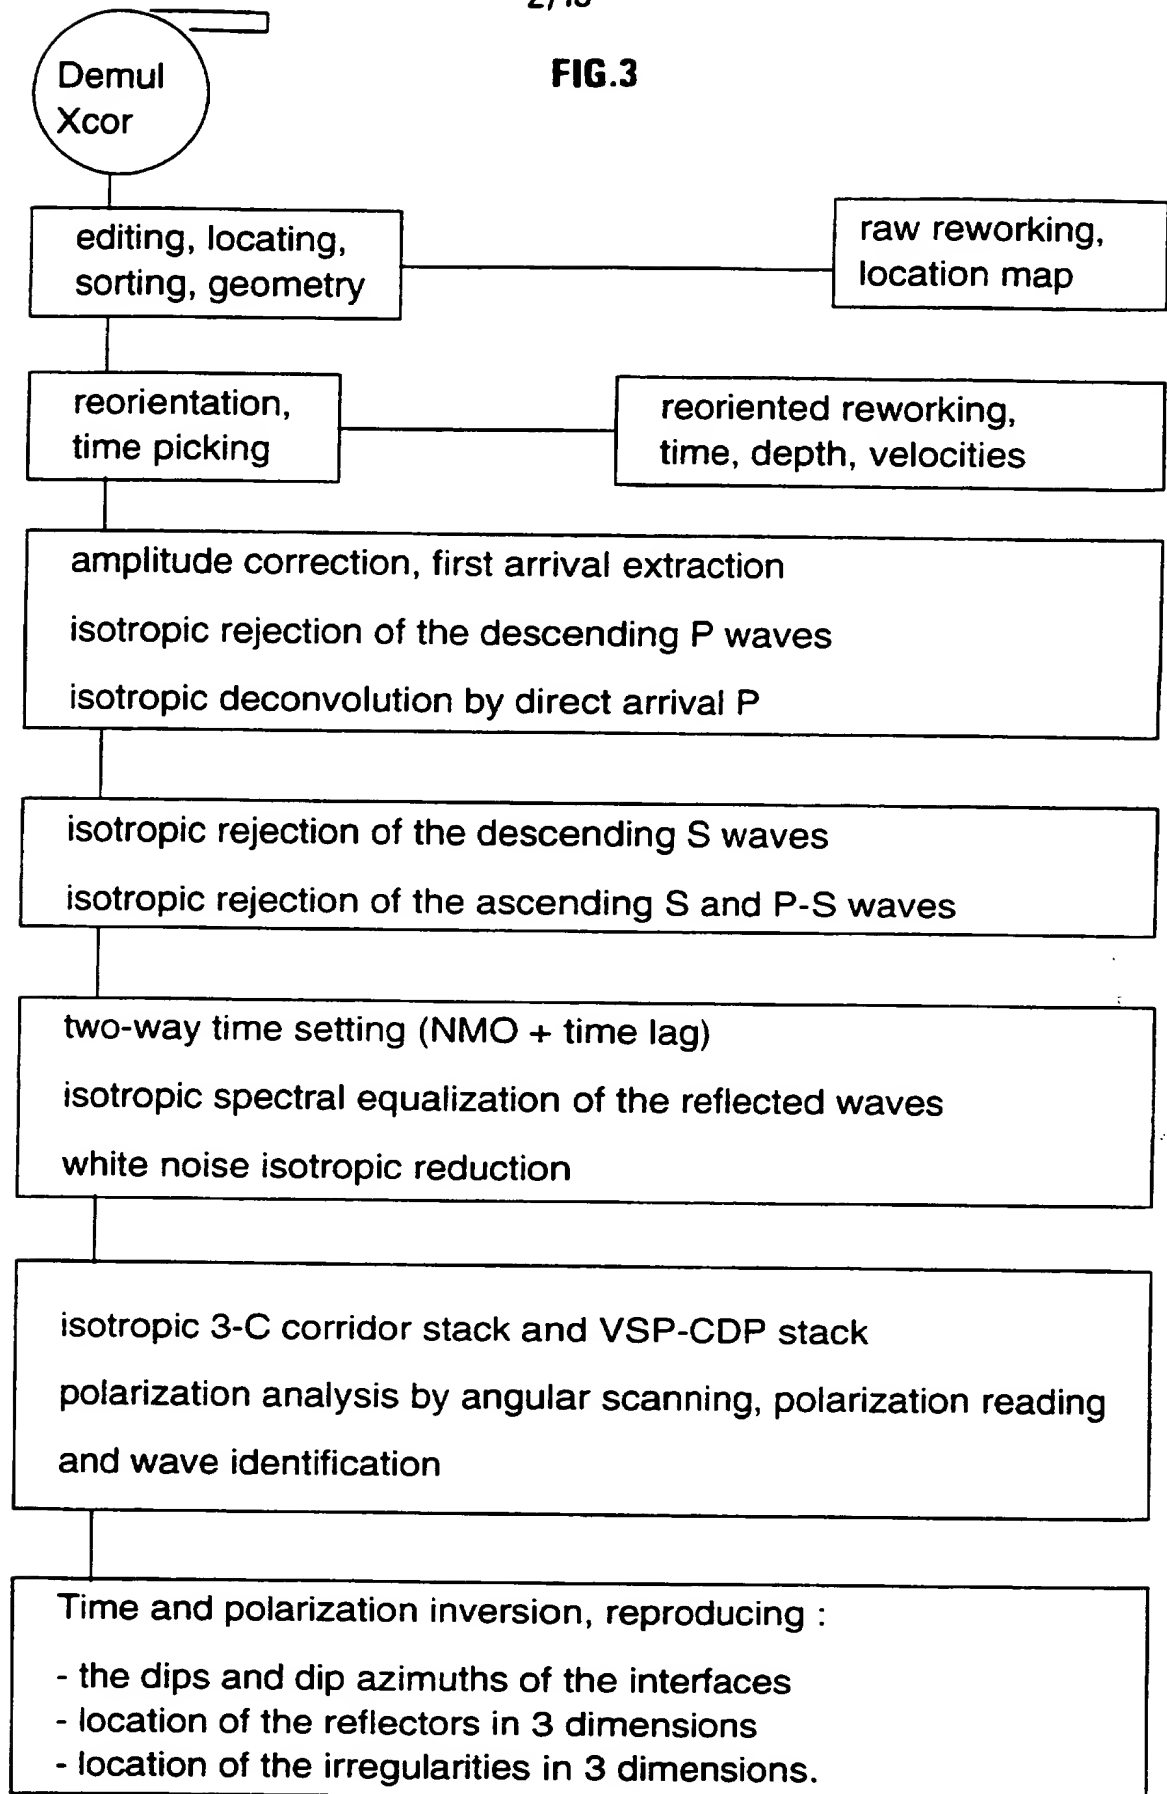 FIG.3
Demul
Xcor
editing, locating,
sorting, geometry
raw reworking,
location map
reorientation,
time picking
reoriented reworking,
time, depth, velocities
amplitude correction, first arrival extraction
isotropic rejection of the descending P waves
isotropic deconvolution by direct arrival P
isotropic rejection of the descending S waves
isotropic rejection of the ascending S and P-S waves
two-way time setting (NMO + time lag)
isotropic spectral equalization of the reflected waves
white noise isotropic reduction
isotropic 3-C corridor stack and VSP-CDP stack
polarization analysis by angular scanning, polarization reading
and wave identification
Time and polarization inversion, reproducing :
- the dips and dip azimuths of the interfaces
- location of the reflectors in 3 dimensions
- location of the irregularities in 3 dimensions.